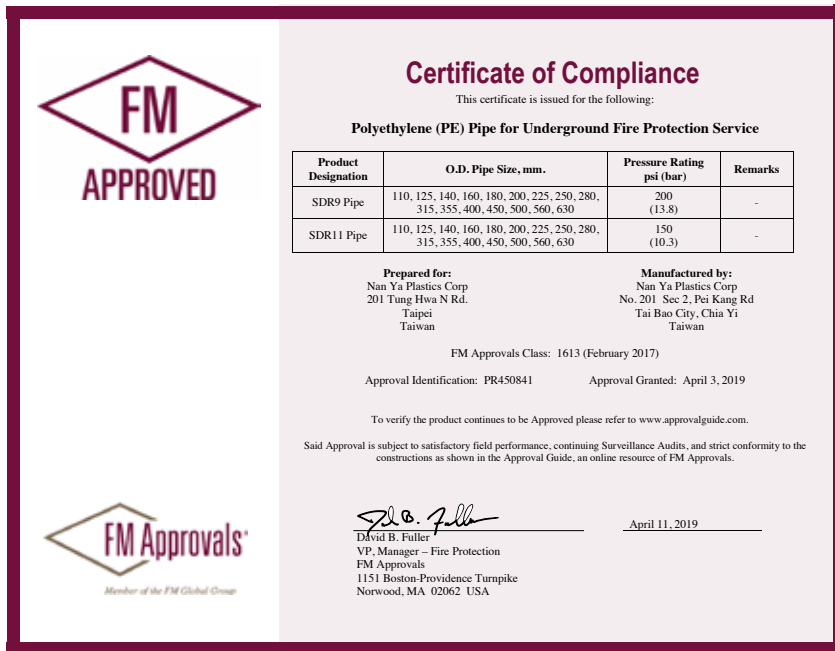 FM
APPROVED
Certificate of Compliance
This certificate is issued for the following:
Polyethylene (PE) Pipe for Underground Fire Protection Service
Product Designation | O.D. Pipe Size, mm. | Pressure Rating psi (bar) | Remarks
SDR9 Pipe | 110, 125, 140, 160, 180, 200, 225, 250, 280, 315, 355, 400, 450, 500, 560, 630 | 200 (13.8) | -
SDR11 Pipe | 110, 125, 140, 160, 180, 200, 225, 250, 280, 315, 355, 400, 450, 500, 560, 630 | 150 (10.3) | -
Prepared for:
Nan Ya Plastics Corp
201 Tung Hwa N Rd.
Taipei
Taiwan
Manufactured by:
Nan Ya Plastics Corp
No. 201 Sec 2, Pei Kang Rd
Tai Bao City, Chia Yi
Taiwan
FM Approvals Class: 1613 (February 2017)
Approval Identification: PR450841 Approval Granted: April 3, 2019
To verify the product continues to be Approved please refer to www.approvalguide.com.
Said Approval is subject to satisfactory field performance, continuing Surveillance Audits, and strict conformity to the
constructions as shown in the Approval Guide, an online resource of FM Approvals.
April 11, 2019
David B. Fuller
VP, Manager – Fire Protection
FM Approvals
1151 Boston-Providence Turnpike
Norwood, MA 02062 USA
FM Approvals
Member of the FM Global Group